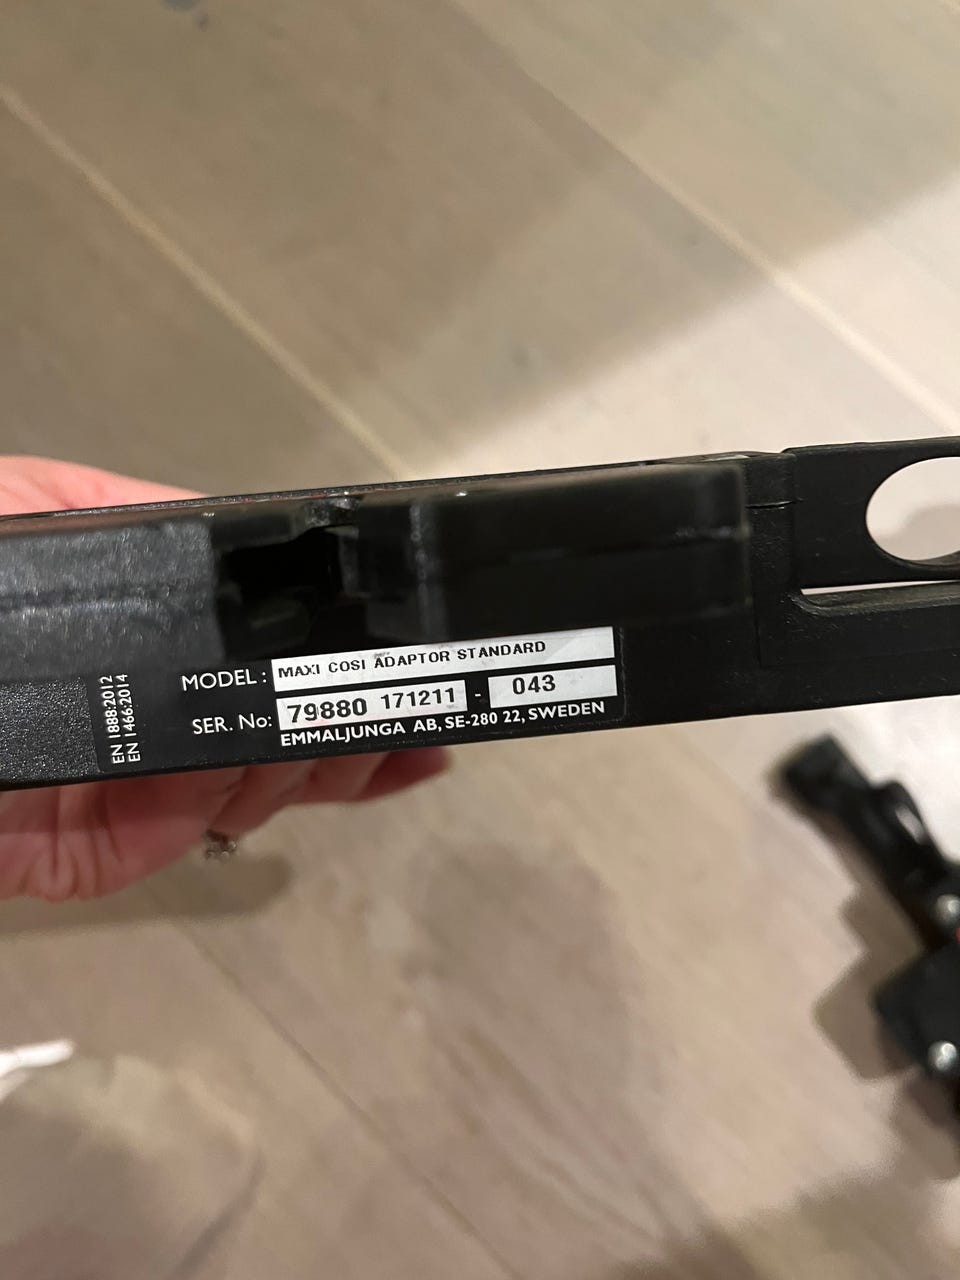 EN 1888:2012
EN 1466:2014
MODEL: MAXI COSI ADAPTOR STANDARD
SER. No: 79880 171211 - 043
EMMALJUNGA AB, SE-280 22, SWEDEN